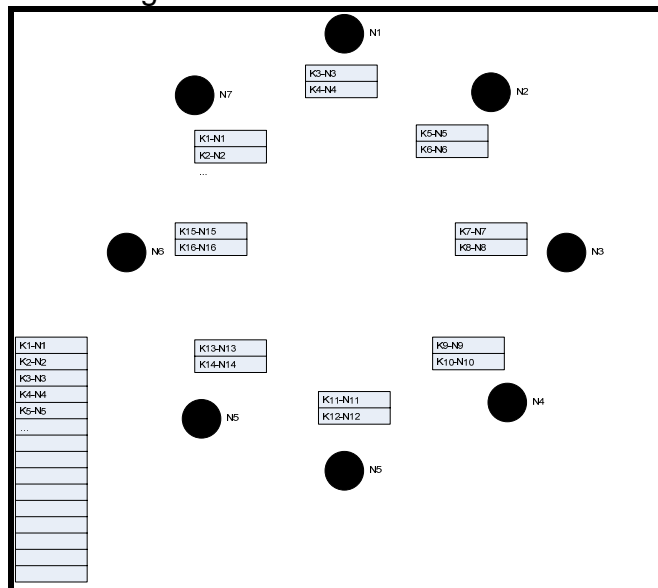 N1
K3-N3
K4-N4
N7
N2
K1-N1
K2-N2
...
K5-N5
K6-N6
K15-N15
K16-N16
N6
K7-N7
K8-N8
N3
K1-N1
K2-N2
K3-N3
K4-N4
K5-N5
...
K13-N13
K14-N14
N5
K9-N9
K10-N10
N4
K11-N11
K12-N12
N5